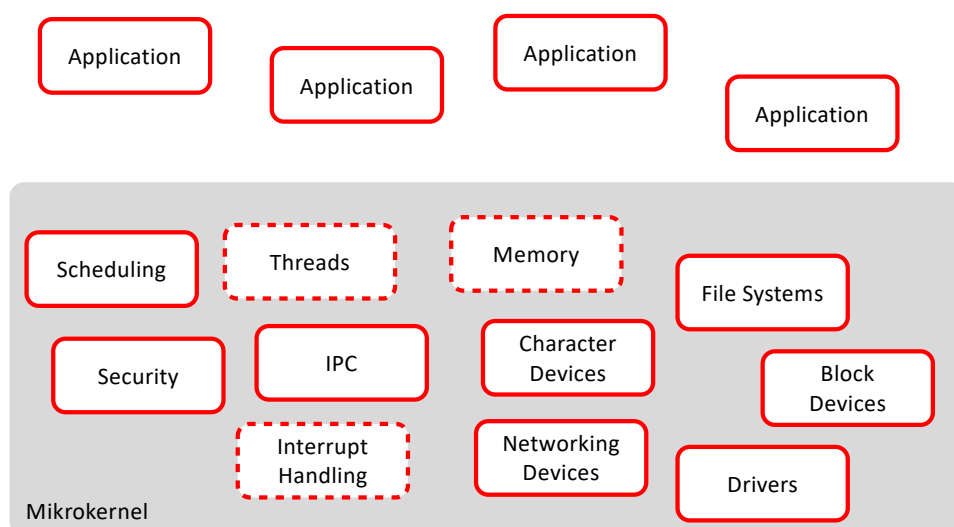 Application
Application
Application
Application
Scheduling
Threads
Memory
File Systems
Security
IPC
Character
Devices
Block
Devices
Interrupt
Handling
Networking
Devices
Drivers
Mikrokernel